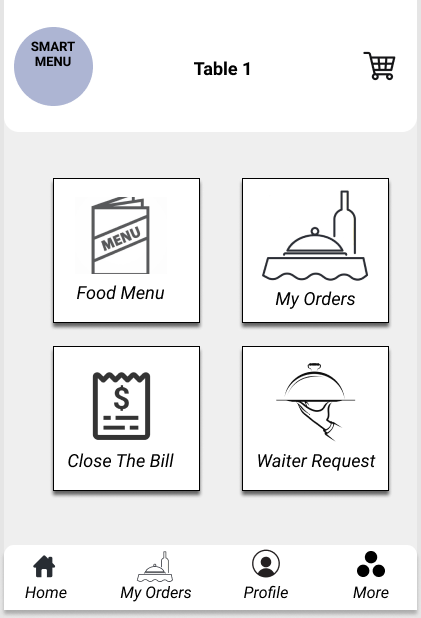 SMART
MENU
Table 1
MENU
Food Menu
My Orders
$
Close The Bill
Waiter Request
Home
My Orders
Profile
More